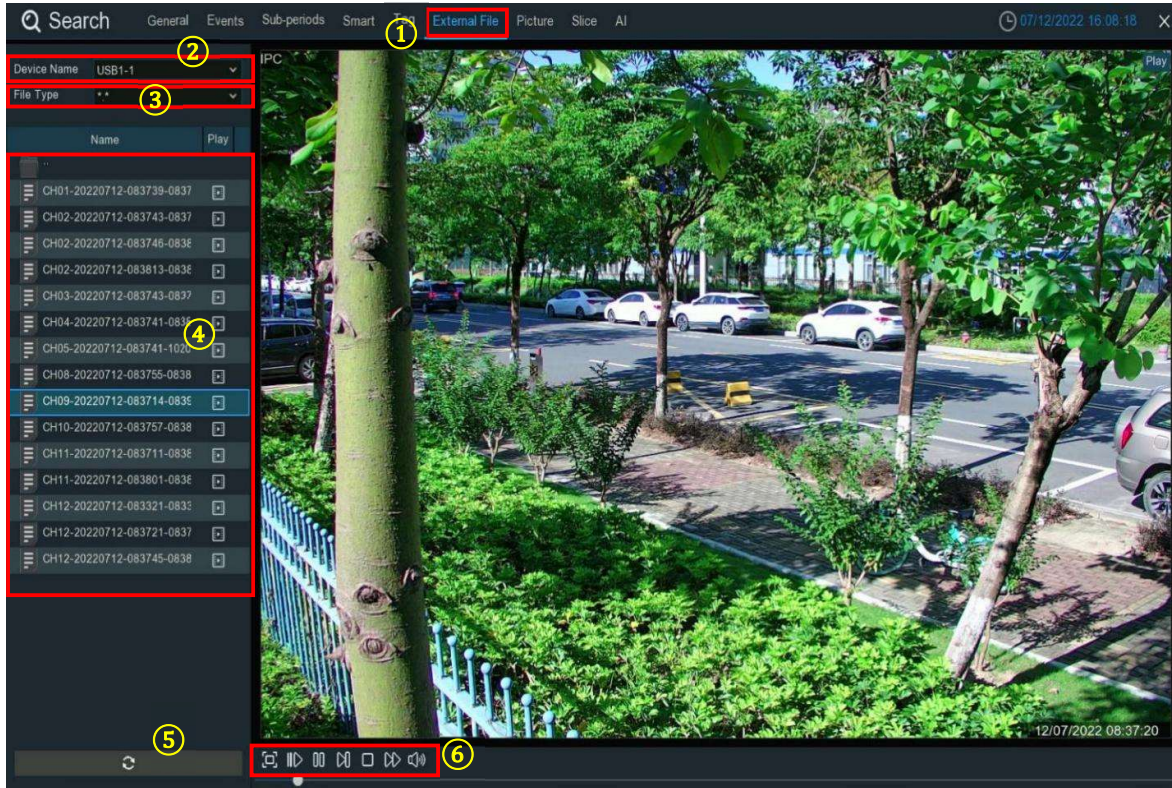 Search General Events Sub-periods Smart Tag External File Picture Slice AI 07/12/2022 16:08:18 X
①
②
Device Name USB1-1
IPC
Play
File Type *.*
③
Name Play
..
CH01-20220712-083739-0837
CH02-20220712-083743-0837
CH02-20220712-083746-0838
CH02-20220712-083813-0838
CH03-20220712-083743-0837
CH04-20220712-083741-0838
④
CH05-20220712-083741-1020
CH08-20220712-083755-0838
CH09-20220712-083714-0839
CH10-20220712-083757-0838
CH11-20220712-083711-0838
CH11-20220712-083801-0838
CH12-20220712-083321-0833
CH12-20220712-083721-0837
CH12-20220712-083745-0838
12/07/2022 08:37:20
⑤
⑥